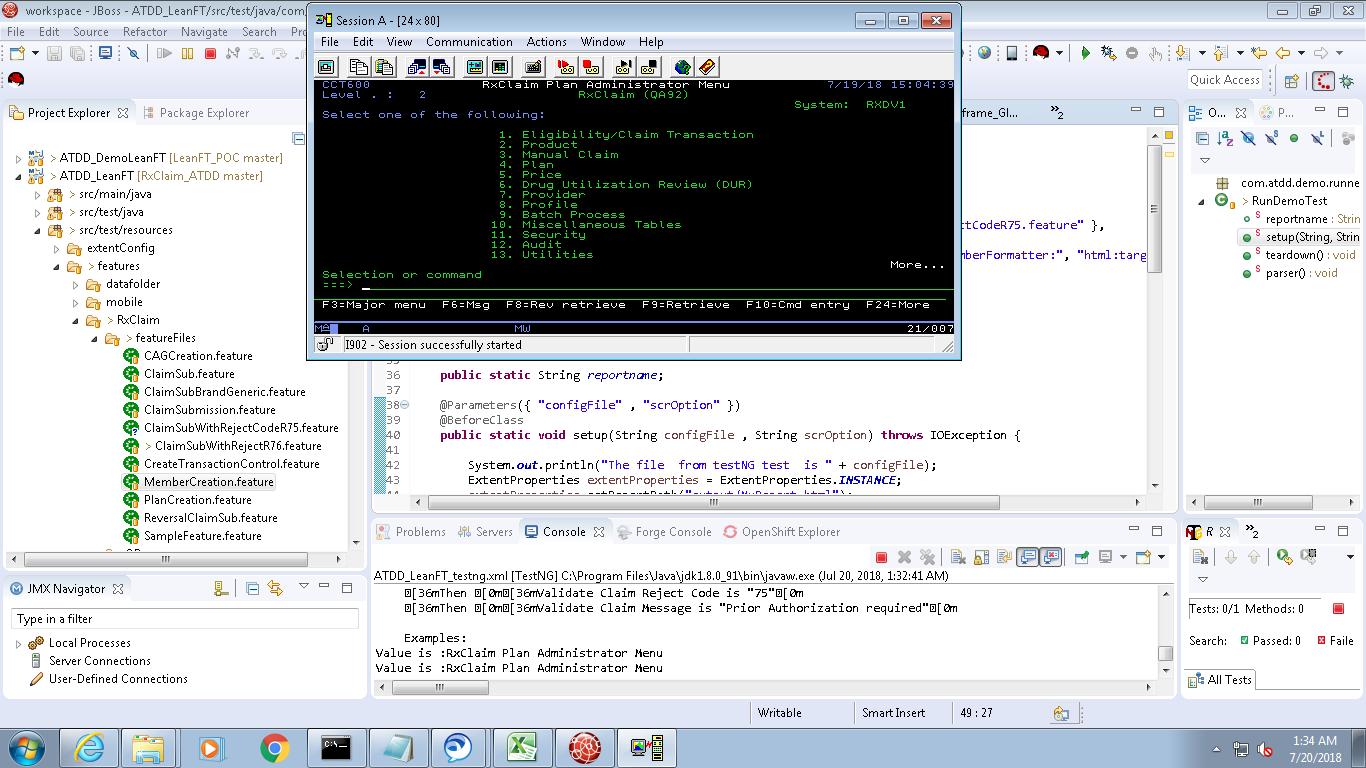 workspace - JBoss - ATDD_LeanFT/src/test/java/com
File Edit Source Refactor Navigate Search
Quick Access
Session A - [24 x 80]
File Edit View Communication Actions Window Help
CCT600 RxClaim Plan Administrator Menu 7/19/18 15:04:39
Level . : 2 RxClaim (QA92)
System: RXDV1
Select one of the following:
1. Eligibility/Claim Transaction
2. Product
3. Manual Claim
4. Plan
5. Price
6. Drug Utilization Review (DUR)
7. Provider
8. Profile
9. Batch Process
10. Miscellaneous Tables
11. Security
12. Audit
13. Utilities
More...
Selection or command
===>
F3=Major menu F6=Msg F8=Rev retrieve F9=Retrieve F10=Cmd entry F24=More
MA A MW 21/007
I902 - Session successfully started
Project Explorer Package Explorer
> ATDD_DemoLeanFT [LeanFT_POC master]
> ATDD_LeanFT [RxClaim_ATDD master]
> src/main/java
> src/test/java
> src/test/resources
extentConfig
> features
datafolder
mobile
> RxClaim
> featureFiles
CAGCreation.feature
ClaimSub.feature
ClaimSubBrandGeneric.feature
ClaimSubmission.feature
ClaimSubWithRejectCodeR75.feature
> ClaimSubWithRejectR76.feature
CreateTransactionControl.feature
MemberCreation.feature
PlanCreation.feature
ReversalClaimSub.feature
SampleFeature.feature
JMX Navigator
Type in a filter
Local Processes
Server Connections
User-Defined Connections
frame_Gl... »2
ctCodeR75.feature" },
mberFormatter:", "html:targ
36 public static String reportname;
37
38 @Parameters({ "configFile" , "scrOption" })
39 @BeforeClass
40 public static void setup(String configFile , String scrOption) throws IOException {
41
42 System.out.println("The file from testNG test is " + configFile);
43 ExtentProperties extentProperties = ExtentProperties.INSTANCE;
Problems Servers Console Forge Console OpenShift Explorer
ATDD_LeanFT_testng.xml [TestNG] C:\Program Files\Java\jdk1.8.0_91\bin\javaw.exe (Jul 20, 2018, 1:32:41 AM)
[36mThen [0m[36mValidate Claim Reject Code is "75"[0m
[36mThen [0m[36mValidate Claim Message is "Prior Authorization required"[0m
Examples:
Value is :RxClaim Plan Administrator Menu
Value is :RxClaim Plan Administrator Menu
O... P...
com.atdd.demo.runne
> RunDemoTest
reportname : Strin
setup(String, Strin
teardown() : void
parser() : void
R »2
Tests: 0/1 Methods: 0
Search: Passed: 0 Faile
All Tests
Writable Smart Insert 49 : 27
1:34 AM
7/20/2018